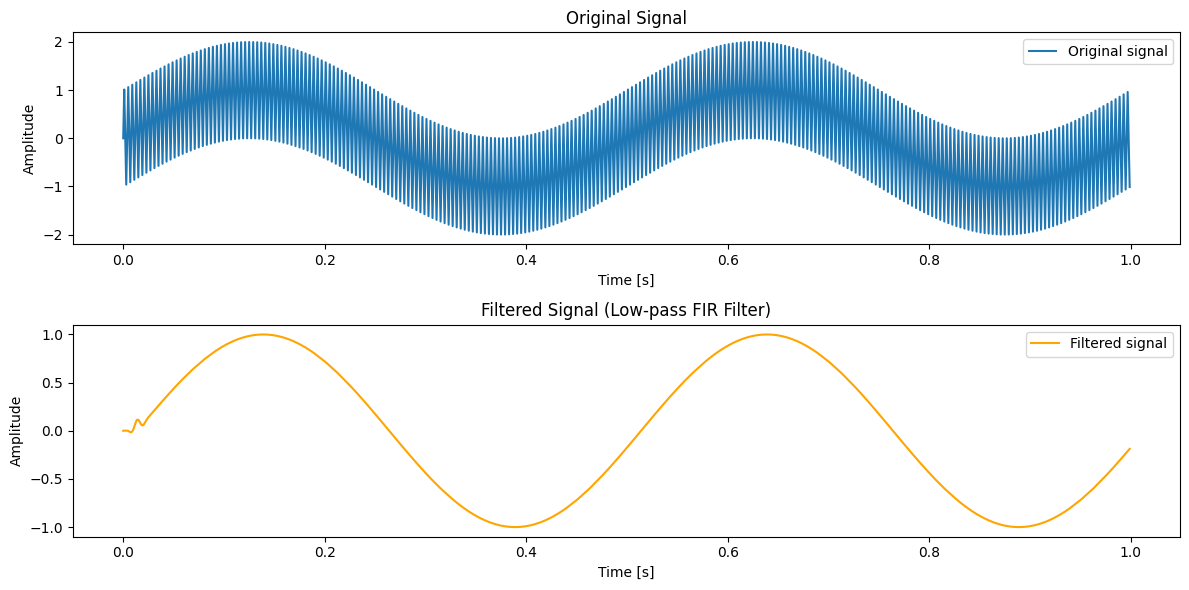 Original Signal
Original signal
Amplitude
2
1
0
−1
−2
0.0 0.2 0.4 0.6 0.8 1.0
Time [s]
Filtered Signal (Low-pass FIR Filter)
Filtered signal
Amplitude
1.0
0.5
0.0
−0.5
−1.0
0.0 0.2 0.4 0.6 0.8 1.0
Time [s]